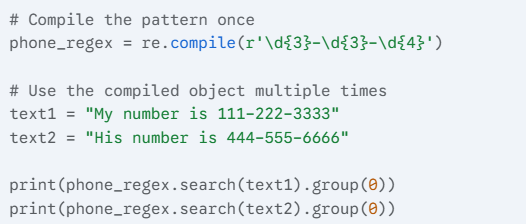 # Compile the pattern once
phone_regex = re.compile(r'\d{3}-\d{3}-\d{4}')
# Use the compiled object multiple times
text1 = "My number is 111-222-3333"
text2 = "His number is 444-555-6666"
print(phone_regex.search(text1).group(0))
print(phone_regex.search(text2).group(0))